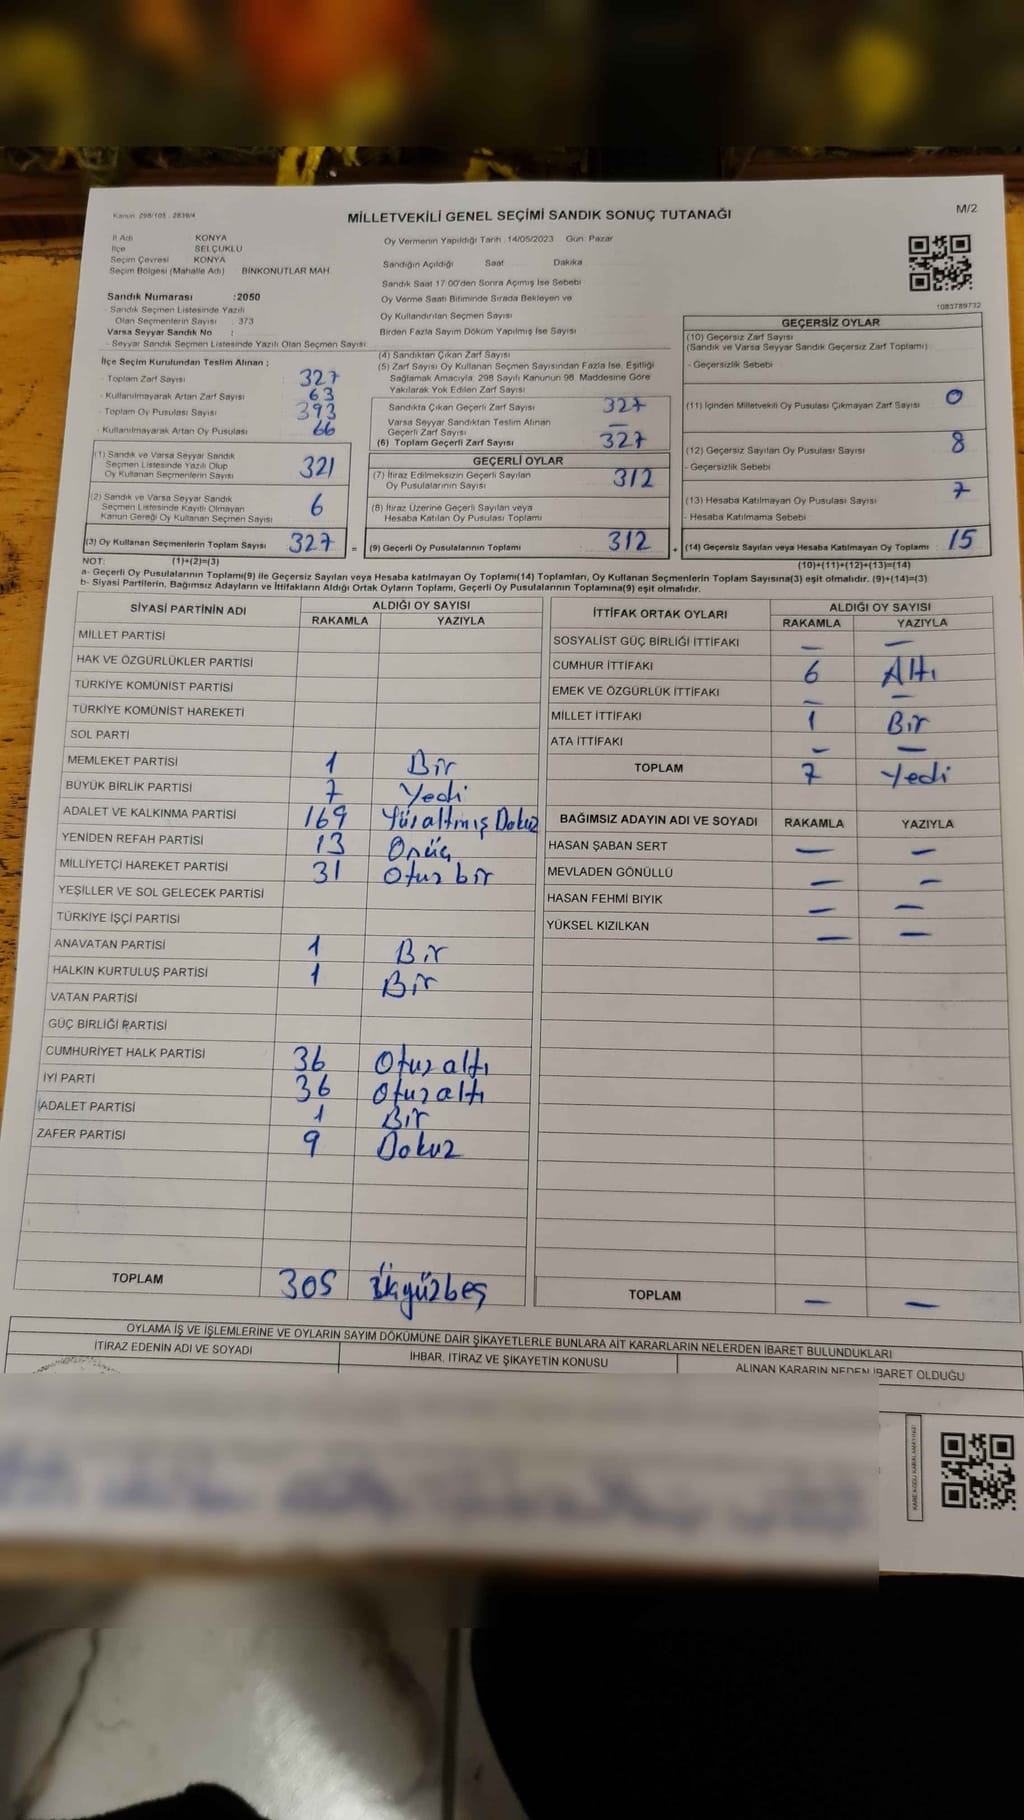 Kanun: 298/105 - 2839/4
MİLLETVEKİLİ GENEL SEÇİMİ SANDIK SONUÇ TUTANAĞI
M/2
İl Adı KONYA
İlçe SELÇUKLU
Seçim Çevresi KONYA
Seçim Bölgesi (Mahalle Adı) BİNKONUTLAR MAH.
Sandık Numarası :2050
- Sandık Seçmen Listesinde Yazılı
Olan Seçmenlerin Sayısı : 373
Varsa Seyyar Sandık No :
- Seyyar Sandık Seçmen Listesinde Yazılı Olan Seçmen Sayısı:
Oy Vermenin Yapıldığı Tarih :14/05/2023 Gün: Pazar
Sandığın Açıldığı Saat Dakika
Sandık Saat 17.00'den Sonra Açımış İse Sebebi
Oy Verme Saati Bitiminde Sırada Bekleyen ve
Oy Kullandırılan Seçmen Sayısı
Birden Fazla Sayım Döküm Yapılmış İse Sayısı
1083789732
İlçe Seçim Kurulundan Teslim Alınan ;
- Toplam Zarf Sayısı 327
- Kullanılmayarak Artan Zarf Sayısı 63
- Toplam Oy Pusulası Sayısı 393
- Kullanılmayarak Artan Oy Pusulası 66
(1) Sandık ve Varsa Seyyar Sandık
Seçmen Listesinde Yazılı Olup
Oy Kullanan Seçmenlerin Sayısı 321
(2) Sandık ve Varsa Seyyar Sandık
Seçmen Listesinde Kayıtlı Olmayan
Kanun Gereği Oy Kullanan Seçmen Sayısı 6
(3) Oy Kullanan Seçmenlerin Toplam Sayısı 327 =
(1)+(2)=(3)
(4) Sandıktan Çıkan Zarf Sayısı
(5) Zarf Sayısı Oy Kullanan Seçmen Sayısından Fazla İse, Eşitliği
Sağlamak Amacıyla, 298 Sayılı Kanunun 98. Maddesine Göre
Yakılarak Yok Edilen Zarf Sayısı
Sandıkta Çıkan Geçerli Zarf Sayısı 327
Varsa Seyyar Sandıktan Teslim Alınan
Geçerli Zarf Sayısı —
(6) Toplam Geçerli Zarf Sayısı 327
GEÇERLİ OYLAR
(7) İtiraz Edilmeksizin Geçerli Sayılan
Oy Pusulalarının Sayısı 312
(8) İtiraz Üzerine Geçerli Sayılan veya
Hesaba Katılan Oy Pusulası Toplamı
(9) Geçerli Oy Pusulalarının Toplamı 312 +
GEÇERSİZ OYLAR
(10) Geçersiz Zarf Sayısı
(Sandık ve Varsa Seyyar Sandık Geçersiz Zarf Toplamı)
- Geçersizlik Sebebi
(11) İçinden Milletvekili Oy Pusulası Çıkmayan Zarf Sayısı 0
(12) Geçersiz Sayılan Oy Pusulası Sayısı 8
- Geçersizlik Sebebi
(13) Hesaba Katılmayan Oy Pusulası Sayısı 7
- Hesaba Katılmama Sebebi
(14) Geçersiz Sayılan veya Hesaba Katılmayan Oy Toplamı 15
(10)+(11)+(12)+(13)=(14)
NOT:
a- Geçerli Oy Pusulalarının Toplamı(9) ile Geçersiz Sayılan veya Hesaba katılmayan Oy Toplamı(14) Toplamları, Oy Kullanan Seçmenlerin Toplam Sayısına(3) eşit olmalıdır. (9)+(14)=(3)
b- Siyasi Partilerin, Bağımsız Adayların ve İttifakların Aldığı Ortak Oyların Toplamı, Geçerli Oy Pusulalarının Toplamına(9) eşit olmalıdır.
SİYASİ PARTİNİN ADI ALDIĞI OY SAYISI
RAKAMLA YAZIYLA
MİLLET PARTİSİ
HAK VE ÖZGÜRLÜKLER PARTİSİ
TÜRKİYE KOMÜNİST PARTİSİ
TÜRKİYE KOMÜNİST HAREKETİ
SOL PARTİ
MEMLEKET PARTİSİ 1 Bir
BÜYÜK BİRLİK PARTİSİ 7 Yedi
ADALET VE KALKINMA PARTİSİ 169 Yüzaltmış Dokuz
YENİDEN REFAH PARTİSİ 13 Onüç
MİLLİYETÇİ HAREKET PARTİSİ 31 Otuz bir
YEŞİLLER VE SOL GELECEK PARTİSİ
TÜRKİYE İŞÇİ PARTİSİ
ANAVATAN PARTİSİ 1 Bir
HALKIN KURTULUŞ PARTİSİ 1 Bir
VATAN PARTİSİ
GÜÇ BİRLİĞİ PARTİSİ
CUMHURİYET HALK PARTİSİ 36 Otuz altı
İYİ PARTİ 36 Otuz altı
ADALET PARTİSİ 1 Bir
ZAFER PARTİSİ 9 Dokuz
TOPLAM 305 Üçyüzbeş
İTTİFAK ORTAK OYLARI ALDIĞI OY SAYISI
RAKAMLA YAZIYLA
SOSYALİST GÜÇ BİRLİĞİ İTTİFAKI — —
CUMHUR İTTİFAKI 6 Altı
EMEK VE ÖZGÜRLÜK İTTİFAKI — —
MİLLET İTTİFAKI 1 Bir
ATA İTTİFAKI — —
TOPLAM 7 Yedi
BAĞIMSIZ ADAYIN ADI VE SOYADI RAKAMLA YAZIYLA
HASAN ŞABAN SERT — —
MEVLADEN GÖNÜLLÜ — —
HASAN FEHMİ BIYIK — —
YÜKSEL KIZILKAN — —
TOPLAM — —
OYLAMA İŞ VE İŞLEMLERİNE VE OYLARIN SAYIM DÖKÜMÜNE DAİR ŞİKAYETLERLE BUNLARA AİT KARARLARIN NELERDEN İBARET BULUNDUKLARI
İTİRAZ EDENİN ADI VE SOYADI İHBAR, İTİRAZ VE ŞİKAYETİN KONUSU ALINAN KARARIN NEDEN İBARET OLDUĞU